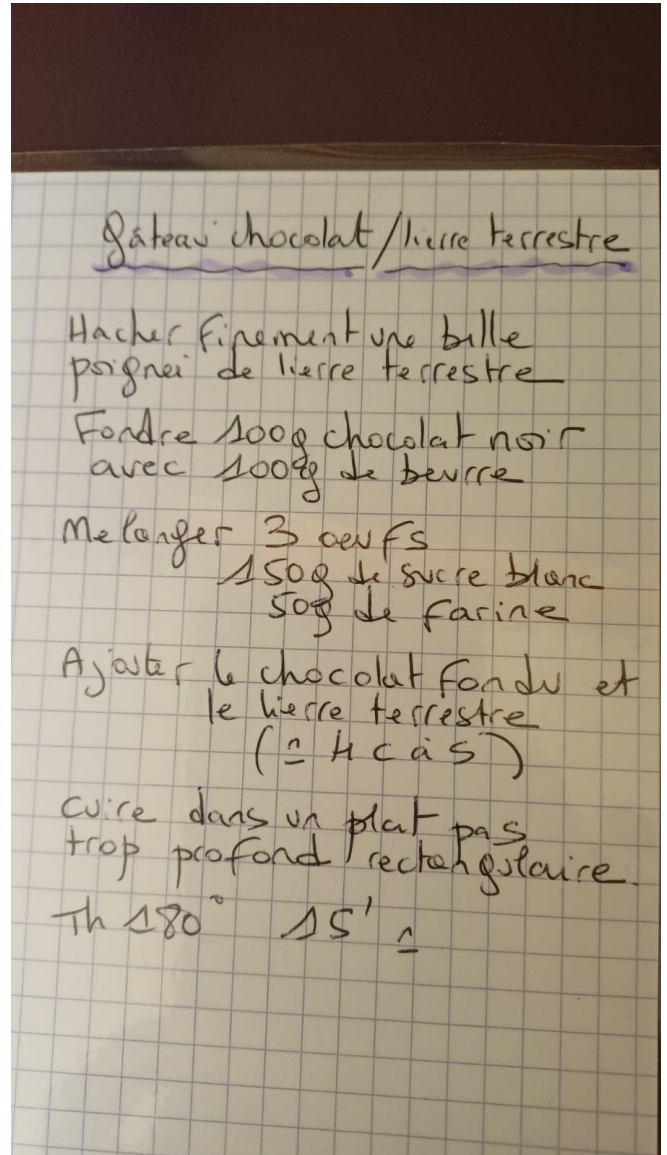 gâteau chocolat/lierre terrestre
Hacher finement une belle
poignei de lierre terrestre
Fondre 100g chocolat noir
avec 100g de beurre
Melanger 3 oeufs
150g de sucre blanc
50g de farine
Ajouter le chocolat fondu et
le lierre terrestre
(± 4 c à s)
cuire dans un plat pas
trop profond rectangulaire.
Th 180° 15' ±